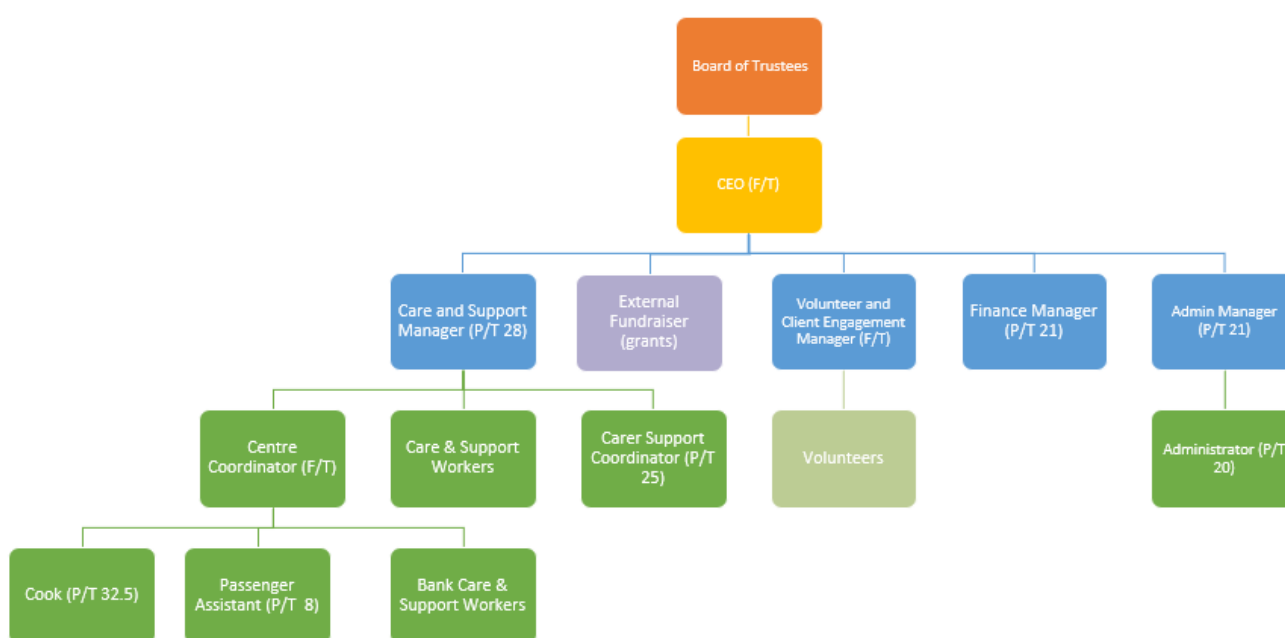 Board of Trustees
CEO (F/T)
Care and Support
Manager (P/T 28)
External
Fundraiser
(grants)
Volunteer and
Client Engagement
Manager (F/T)
Finance Manager
(P/T 21)
Admin Manager
(P/T 21)
Centre
Coordinator (F/T)
Care & Support
Workers
Carer Support
Coordinator (P/T
25)
Volunteers
Administrator (P/T
20)
Cook (P/T 32.5)
Passenger
Assistant (P/T  8)
Bank Care &
Support Workers